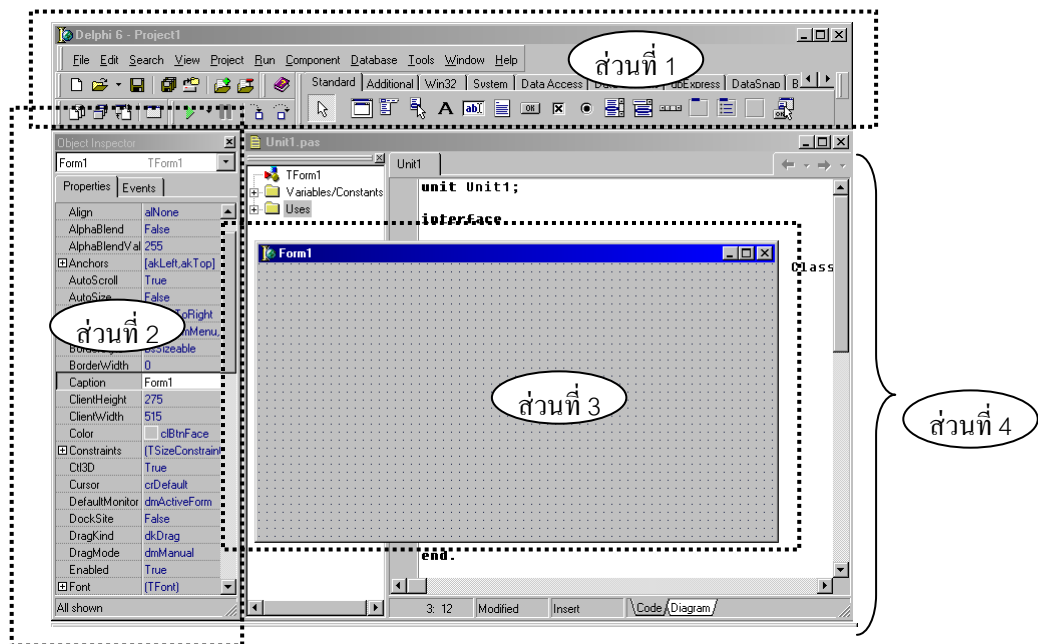 Delphi 6 - Project1
File Edit Search View Project Run Component Database Tools Window Help
ส่วนที่ 1
Standard Additional Win32 System Data Access DataSnap B
Object Inspector
Form1 TForm1
Properties Events
Align alNone
AlphaBlend False
AlphaBlendVal 255
Anchors [akLeft,akTop]
AutoScroll True
AutoSize False
ส่วนที่ 2
bsSizeable
BorderWidth 0
Caption Form1
ClientHeight 275
ClientWidth 515
Color clBtnFace
Constraints (TSizeConstraint
Ctl3D True
Cursor crDefault
DefaultMonitor dmActiveForm
DockSite False
DragKind dkDrag
DragMode dmManual
Enabled True
Font (TFont)
All shown
Unit1.pas
TForm1
Variables/Constants
Uses
Unit1
unit Unit1;
interface
Class
Form1
ส่วนที่ 3
end.
3: 12 Modified Insert Code Diagram
ส่วนที่ 4